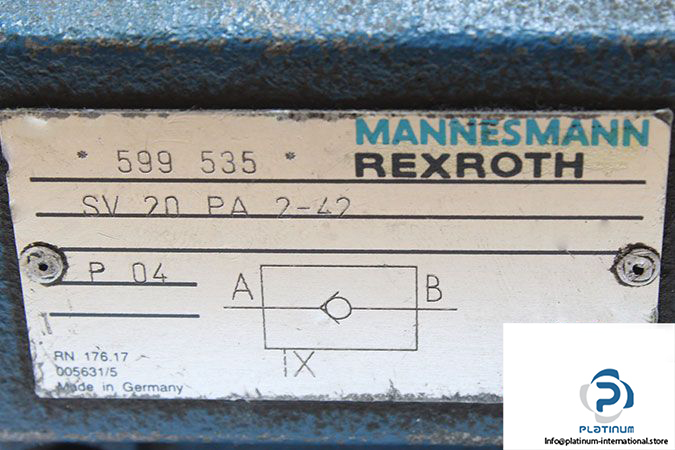 * 599 535 *
MANNESMANN
REXROTH
SV 20 PA 2-42
P 04
A
B
X
RN 176.17
005631/5
Made in Germany
PLATINUM
Info@platinum-international.store